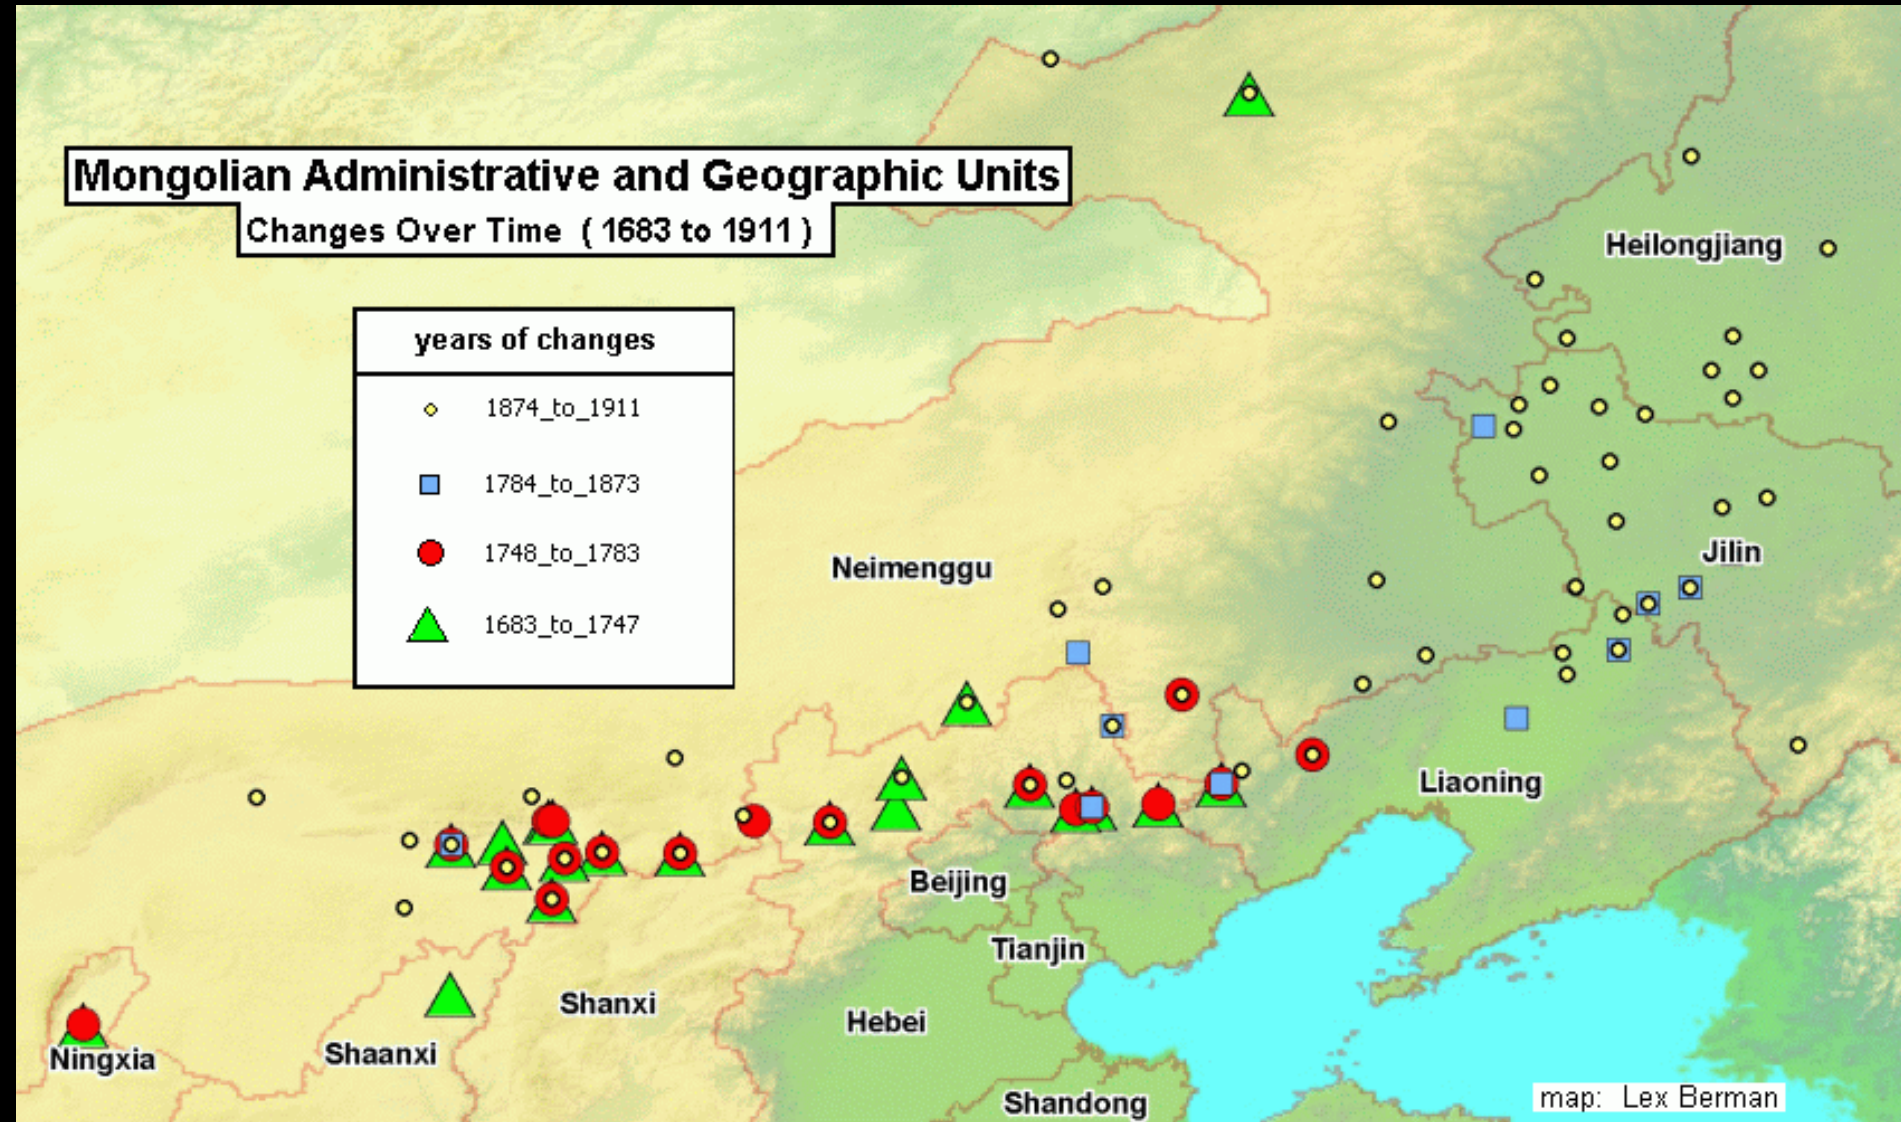 Mongolian Administrative and Geographic Units
Changes Over Time ( 1683 to 1911 )
years of changes
1874_to_1911
1784_to_1873
1748_to_1783
1683_to_1747
Heilongjiang
Jilin
Neimenggu
Liaoning
Beijing
Tianjin
Shanxi
Hebei
Shaanxi
Ningxia
Shandong
map: Lex Berman